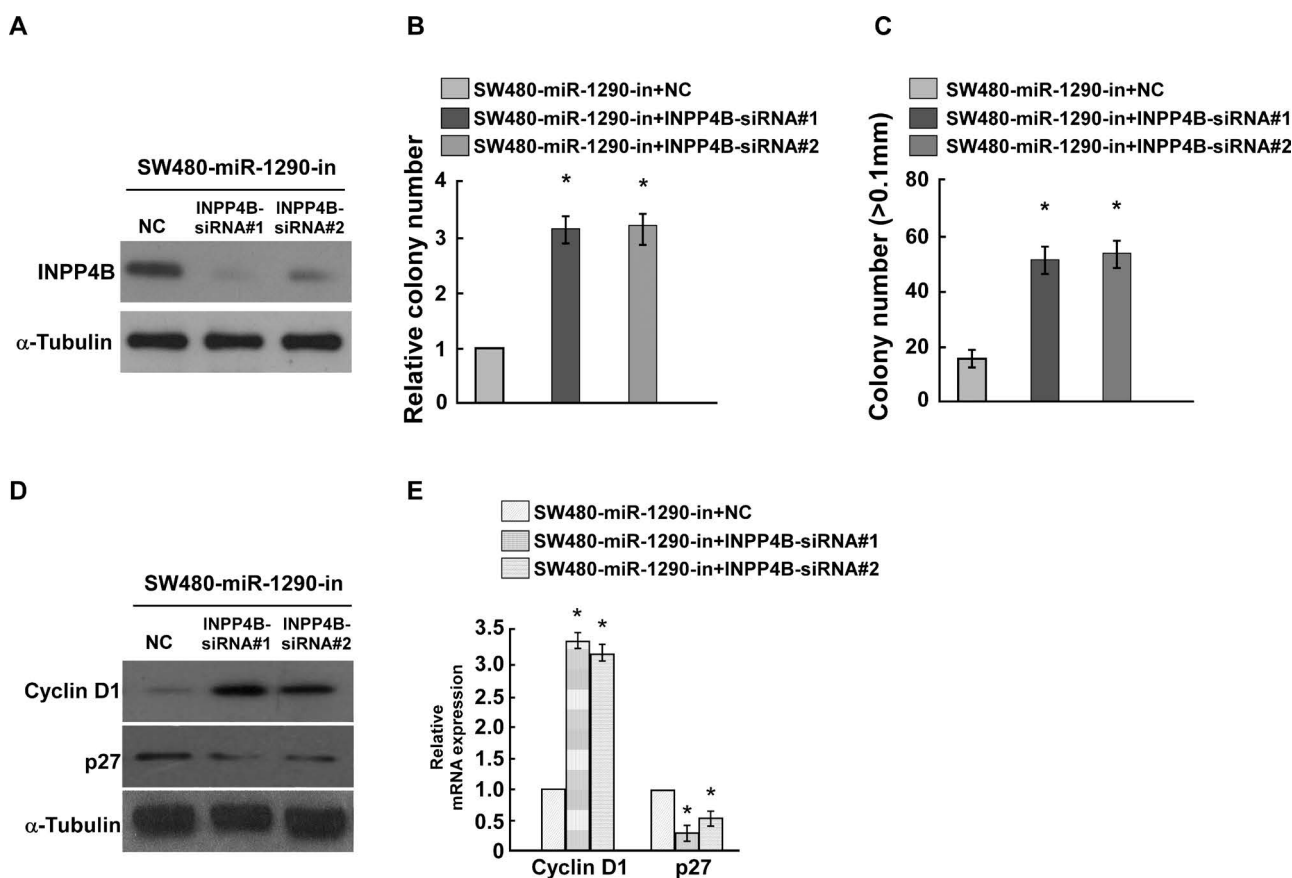 A
SW480-miR-1290-in
NC
INPP4B-
siRNA#1
INPP4B-
siRNA#2
INPP4B
α-Tubulin
B
SW480-miR-1290-in+NC
SW480-miR-1290-in+INPP4B-siRNA#1
SW480-miR-1290-in+INPP4B-siRNA#2
Relative colony number
4
3
2
1
0
*
*
C
SW480-miR-1290-in+NC
SW480-miR-1290-in+INPP4B-siRNA#1
SW480-miR-1290-in+INPP4B-siRNA#2
Colony number (>0.1mm)
80
60
40
20
0
*
*
D
SW480-miR-1290-in
NC
INPP4B-
siRNA#1
INPP4B-
siRNA#2
Cyclin D1
p27
α-Tubulin
E
SW480-miR-1290-in+NC
SW480-miR-1290-in+INPP4B-siRNA#1
SW480-miR-1290-in+INPP4B-siRNA#2
Relative
mRNA expression
3.5
3.0
2.5
2.0
1.5
1.0
0.5
0
*
*
*
*
Cyclin D1
p27